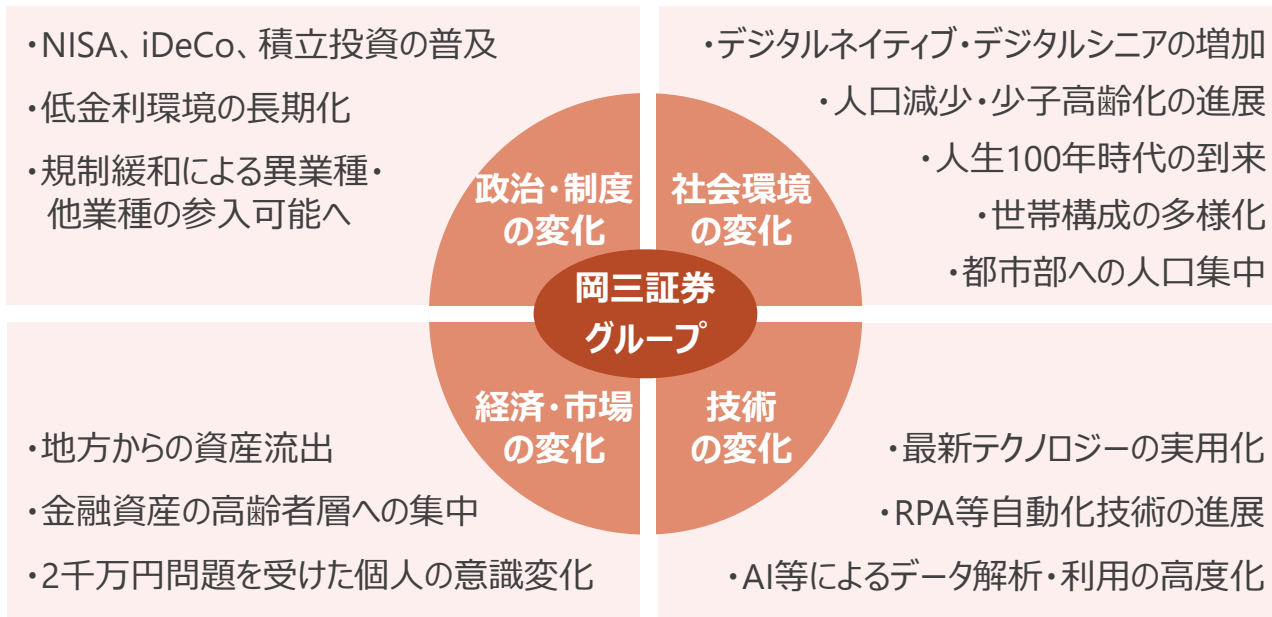 ・NISA、iDeCo、積立投資の普及
・低金利環境の長期化
・規制緩和による異業種・
他業種の参入可能へ
政治・制度
の変化
・デジタルネイティブ・デジタルシニアの増加
・人口減少・少子高齢化の進展
・人生100年時代の到来
・世帯構成の多様化
・都市部への人口集中
社会環境
の変化
岡三証券
グループ
経済・市場
の変化
・地方からの資産流出
・金融資産の高齢者層への集中
・2千万円問題を受けた個人の意識変化
技術
の変化
・最新テクノロジーの実用化
・RPA等自動化技術の進展
・AI等によるデータ解析・利用の高度化